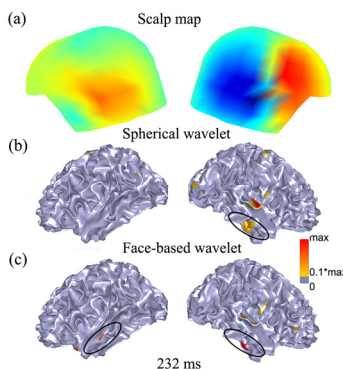 (a) Scalp map
Spherical wavelet
(b)
Face-based wavelet
max
0.1*max
0
(c)
232 ms